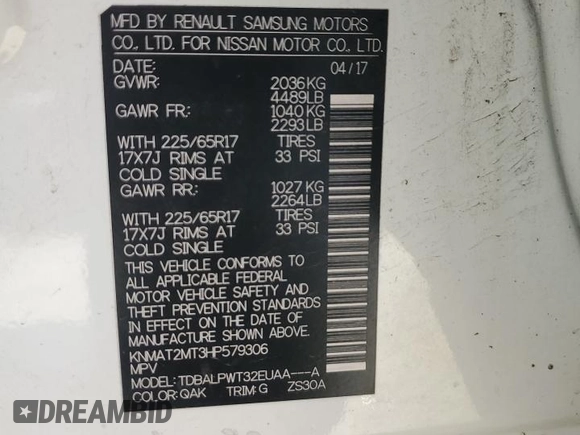 MFD BY RENAULT SAMSUNG MOTORS
CO., LTD. FOR NISSAN MOTOR CO., LTD.
DATE: 04/17
GVWR: 2036KG
4489LB
GAWR FR: 1040KG
2293LB
WITH 225/65R17 TIRES
17X7J RIMS AT 33 PSI
COLD SINGLE
GAWR RR: 1027KG
2264LB
WITH 225/65R17 TIRES
17X7J RIMS AT 33 PSI
COLD SINGLE
THIS VEHICLE CONFORMS TO
ALL APPLICABLE FEDERAL
MOTOR VEHICLE SAFETY AND
THEFT PREVENTION STANDARDS
IN EFFECT ON THE DATE OF
MANUFACTURE SHOWN ABOVE.
KNMAT2MT3HP579306
MPV
MODEL: TDBALPWT32EUAA---A
COLOR: QAK TRIM: G ZS30A
DREAMBID